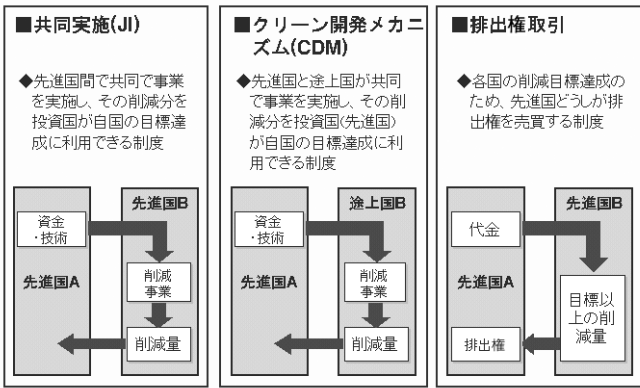 ■共同実施(JI)
◆先進国間で共同で事業
を実施し、その削減分を
投資国が自国の目標達
成に利用できる制度
先進国B
資金
・技術
先進国A
削減
事業
削減量
■クリーン開発メカニ
ズム(CDM)
◆先進国と途上国が共同
で事業を実施し、その削
減分を投資国(先進国)
が自国の目標達成に利
用できる制度
途上国B
資金
・技術
先進国A
削減
事業
削減量
■排出権取引
◆各国の削減目標達成の
ため、先進国どうしが排
出権を売買する制度
先進国B
代金
先進国A
目標以
上の削
減量
排出権